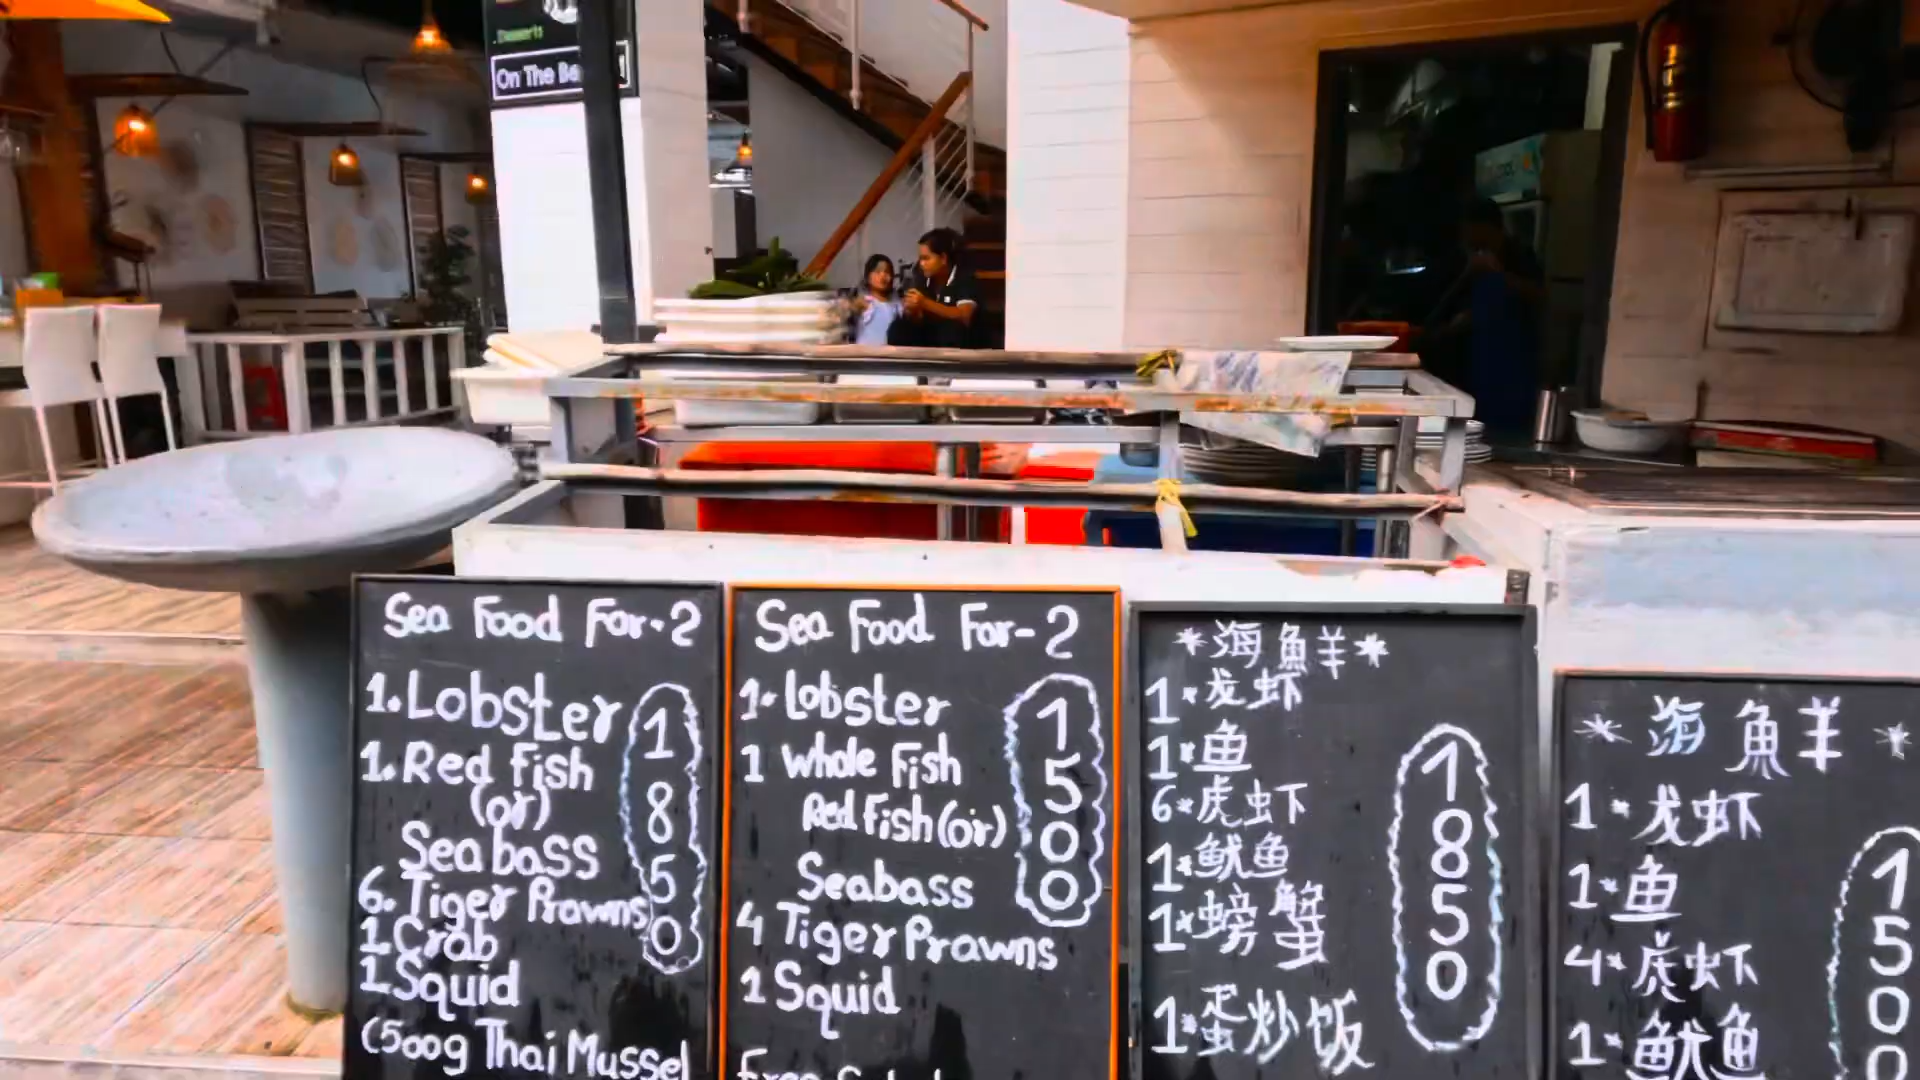 Desserts
On The Be
Sea Food For-2
1. Lobster
1. Red fish
(or)
Seabass
6. Tiger Prawns
1. Crab
1. Squid
(500g Thai Mussel
1850
Sea Food For-2
1. Lobster
1 Whole Fish
Red fish (or)
Seabass
4 Tiger Prawns
1 Squid
1500
*海魚羊*
1*龙虾
1*鱼
6*虎虾
1*鱿鱼
1*螃蟹
1*蛋炒饭
1850
*海魚羊*
1*龙虾
1*鱼
4*虎虾
1*鱿鱼
1500